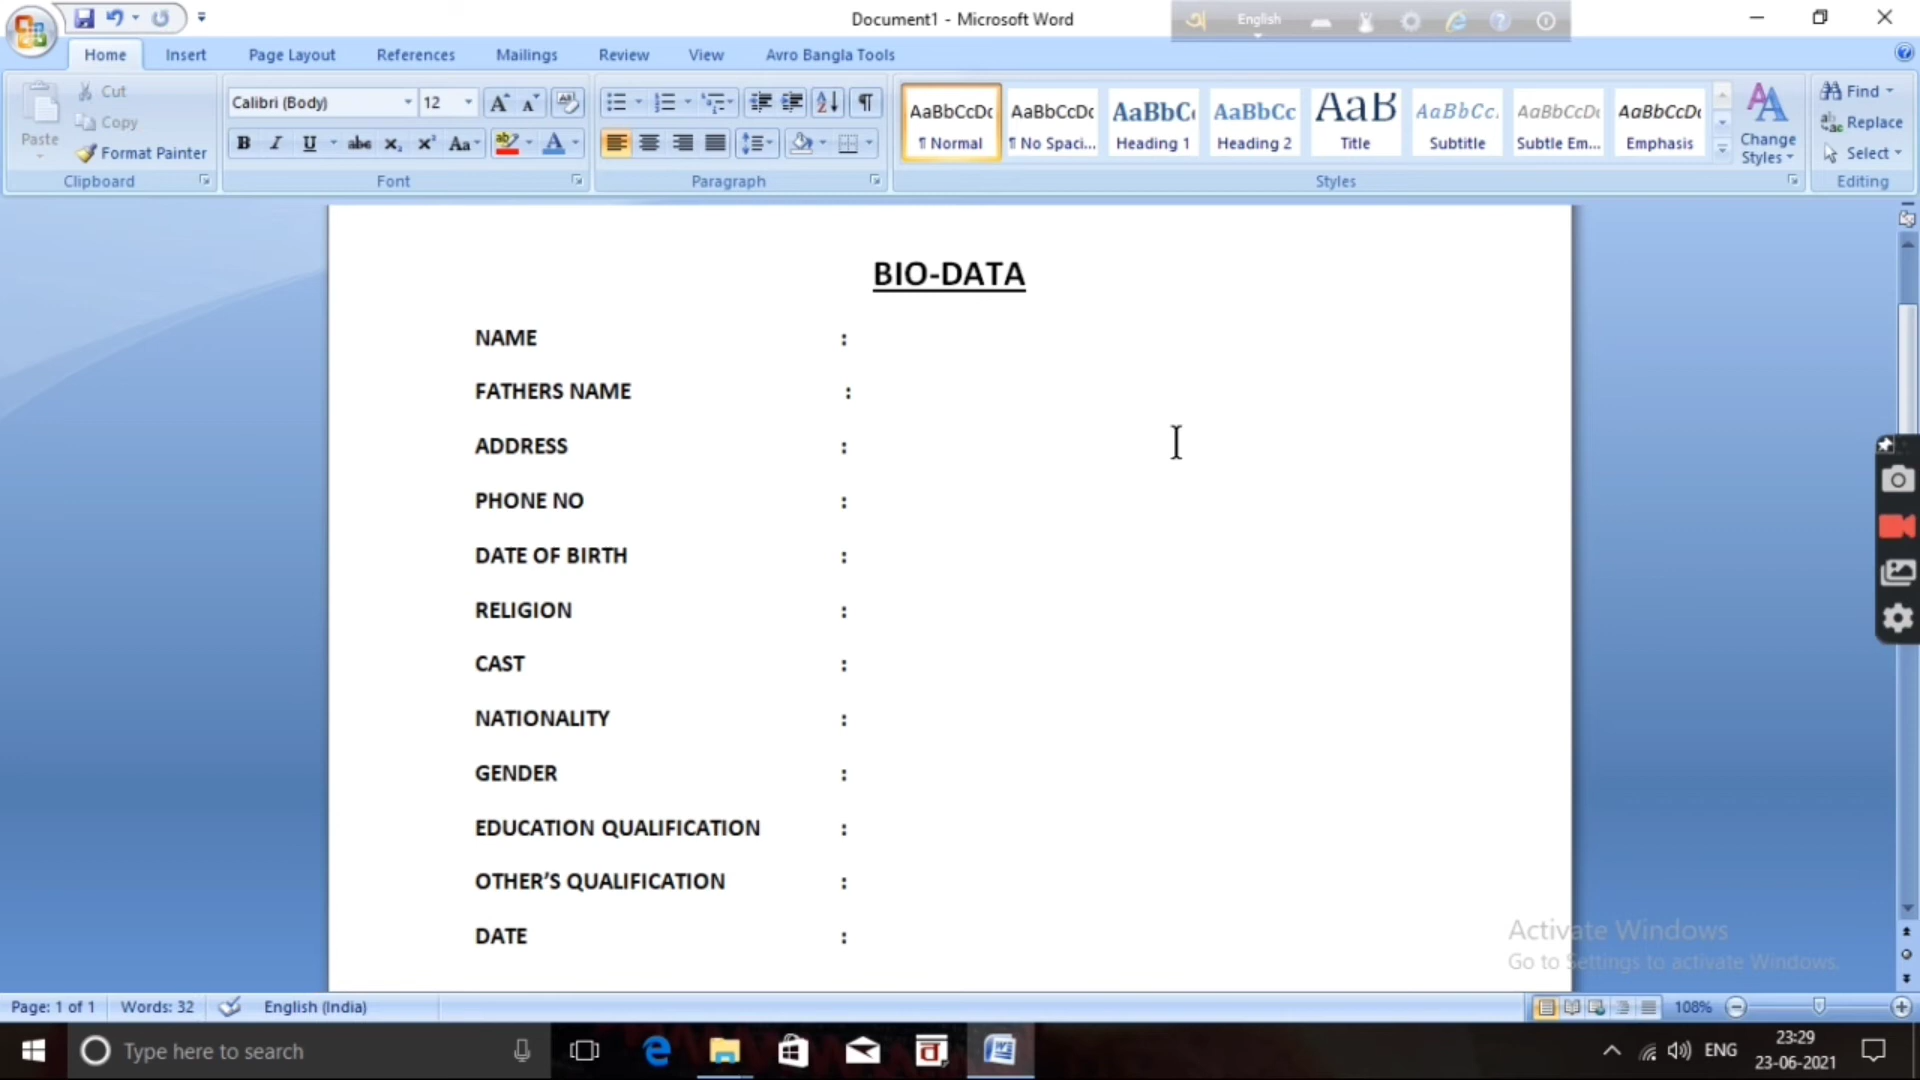 Document1 - Microsoft Word
English
Home Insert Page Layout References Mailings Review View Avro Bangla Tools
Paste
Cut
Copy
Format Painter
Clipboard
Calibri (Body) 12
Font
Paragraph
AaBbCcDc AaBbCcDc AaBbC AaBbCc AaB AaBbCc. AaBbCcDc AaBbCcDc
¶ Normal ¶ No Spaci... Heading 1 Heading 2 Title Subtitle Subtle Em... Emphasis
Change Styles
Styles
Find
Replace
Select
Editing
BIO-DATA
NAME :
FATHERS NAME :
ADDRESS :
PHONE NO :
DATE OF BIRTH :
RELIGION :
CAST :
NATIONALITY :
GENDER :
EDUCATION QUALIFICATION :
OTHER’S QUALIFICATION :
DATE :
Activate Windows
Go to Settings to activate Windows.
Page: 1 of 1 Words: 32 English (India) 108%
Type here to search
ENG
23:29
23-06-2021